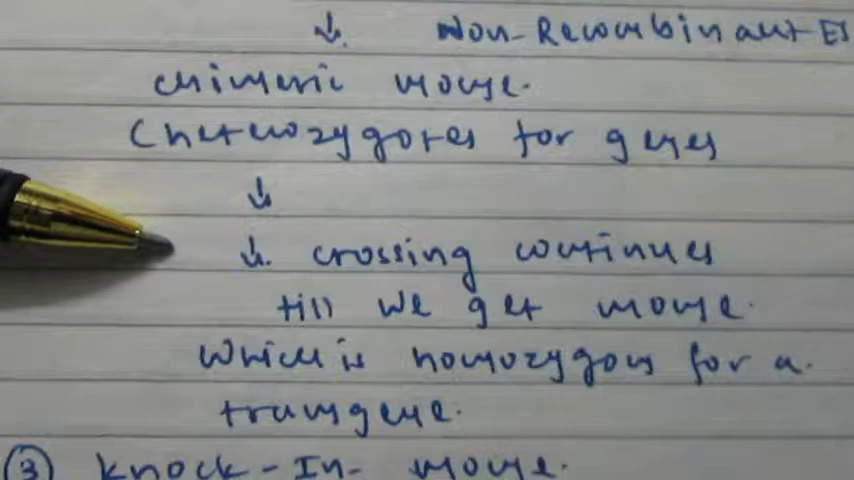 ↓ Non-Recombinant ES
chimeric mouse.
(heterozygotes for genes
↓
↓. crossing continues
till we get mouse.
which is homozygous for a.
transgene.
③ Knock-In- mouse.